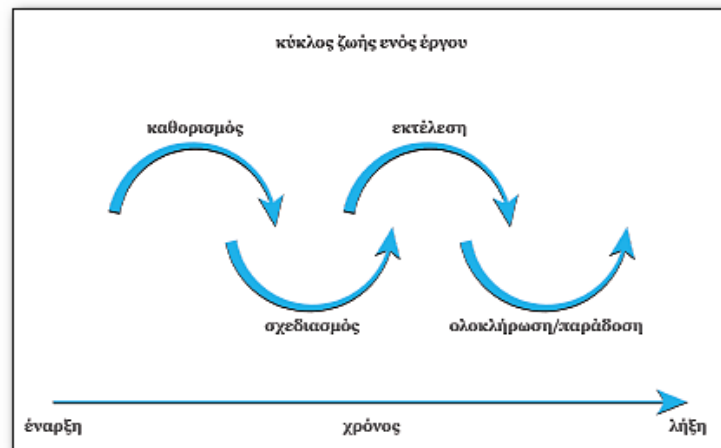 κύκλος ζωής ενός έργου
καθορισμός
εκτέλεση
σχεδιασμός
ολοκλήρωση/παράδοση
έναρξη
χρόνος
λήξη